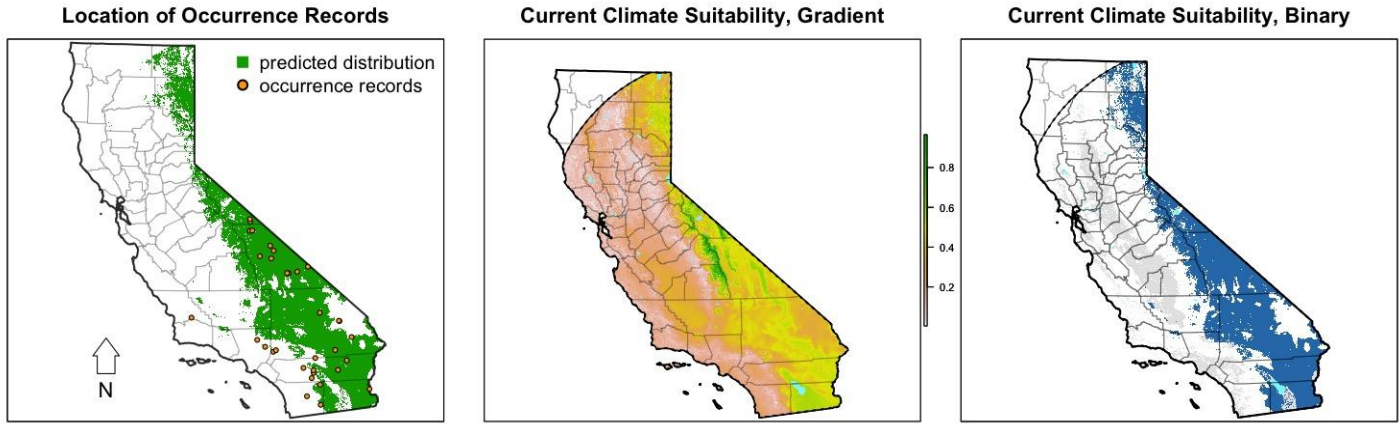 Location of Occurrence Records
predicted distribution
occurrence records
N
Current Climate Suitability, Gradient
0.8
0.6
0.4
0.2
Current Climate Suitability, Binary